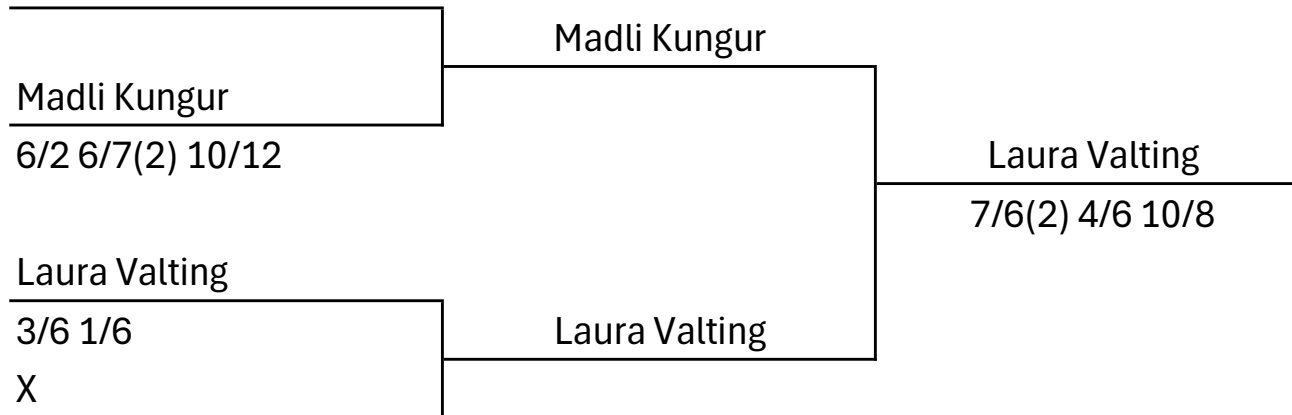 Madli Kungur
Madli Kungur
6/2 6/7(2) 10/12
Laura Valting
7/6(2) 4/6 10/8
Laura Valting
3/6 1/6
Laura Valting
X